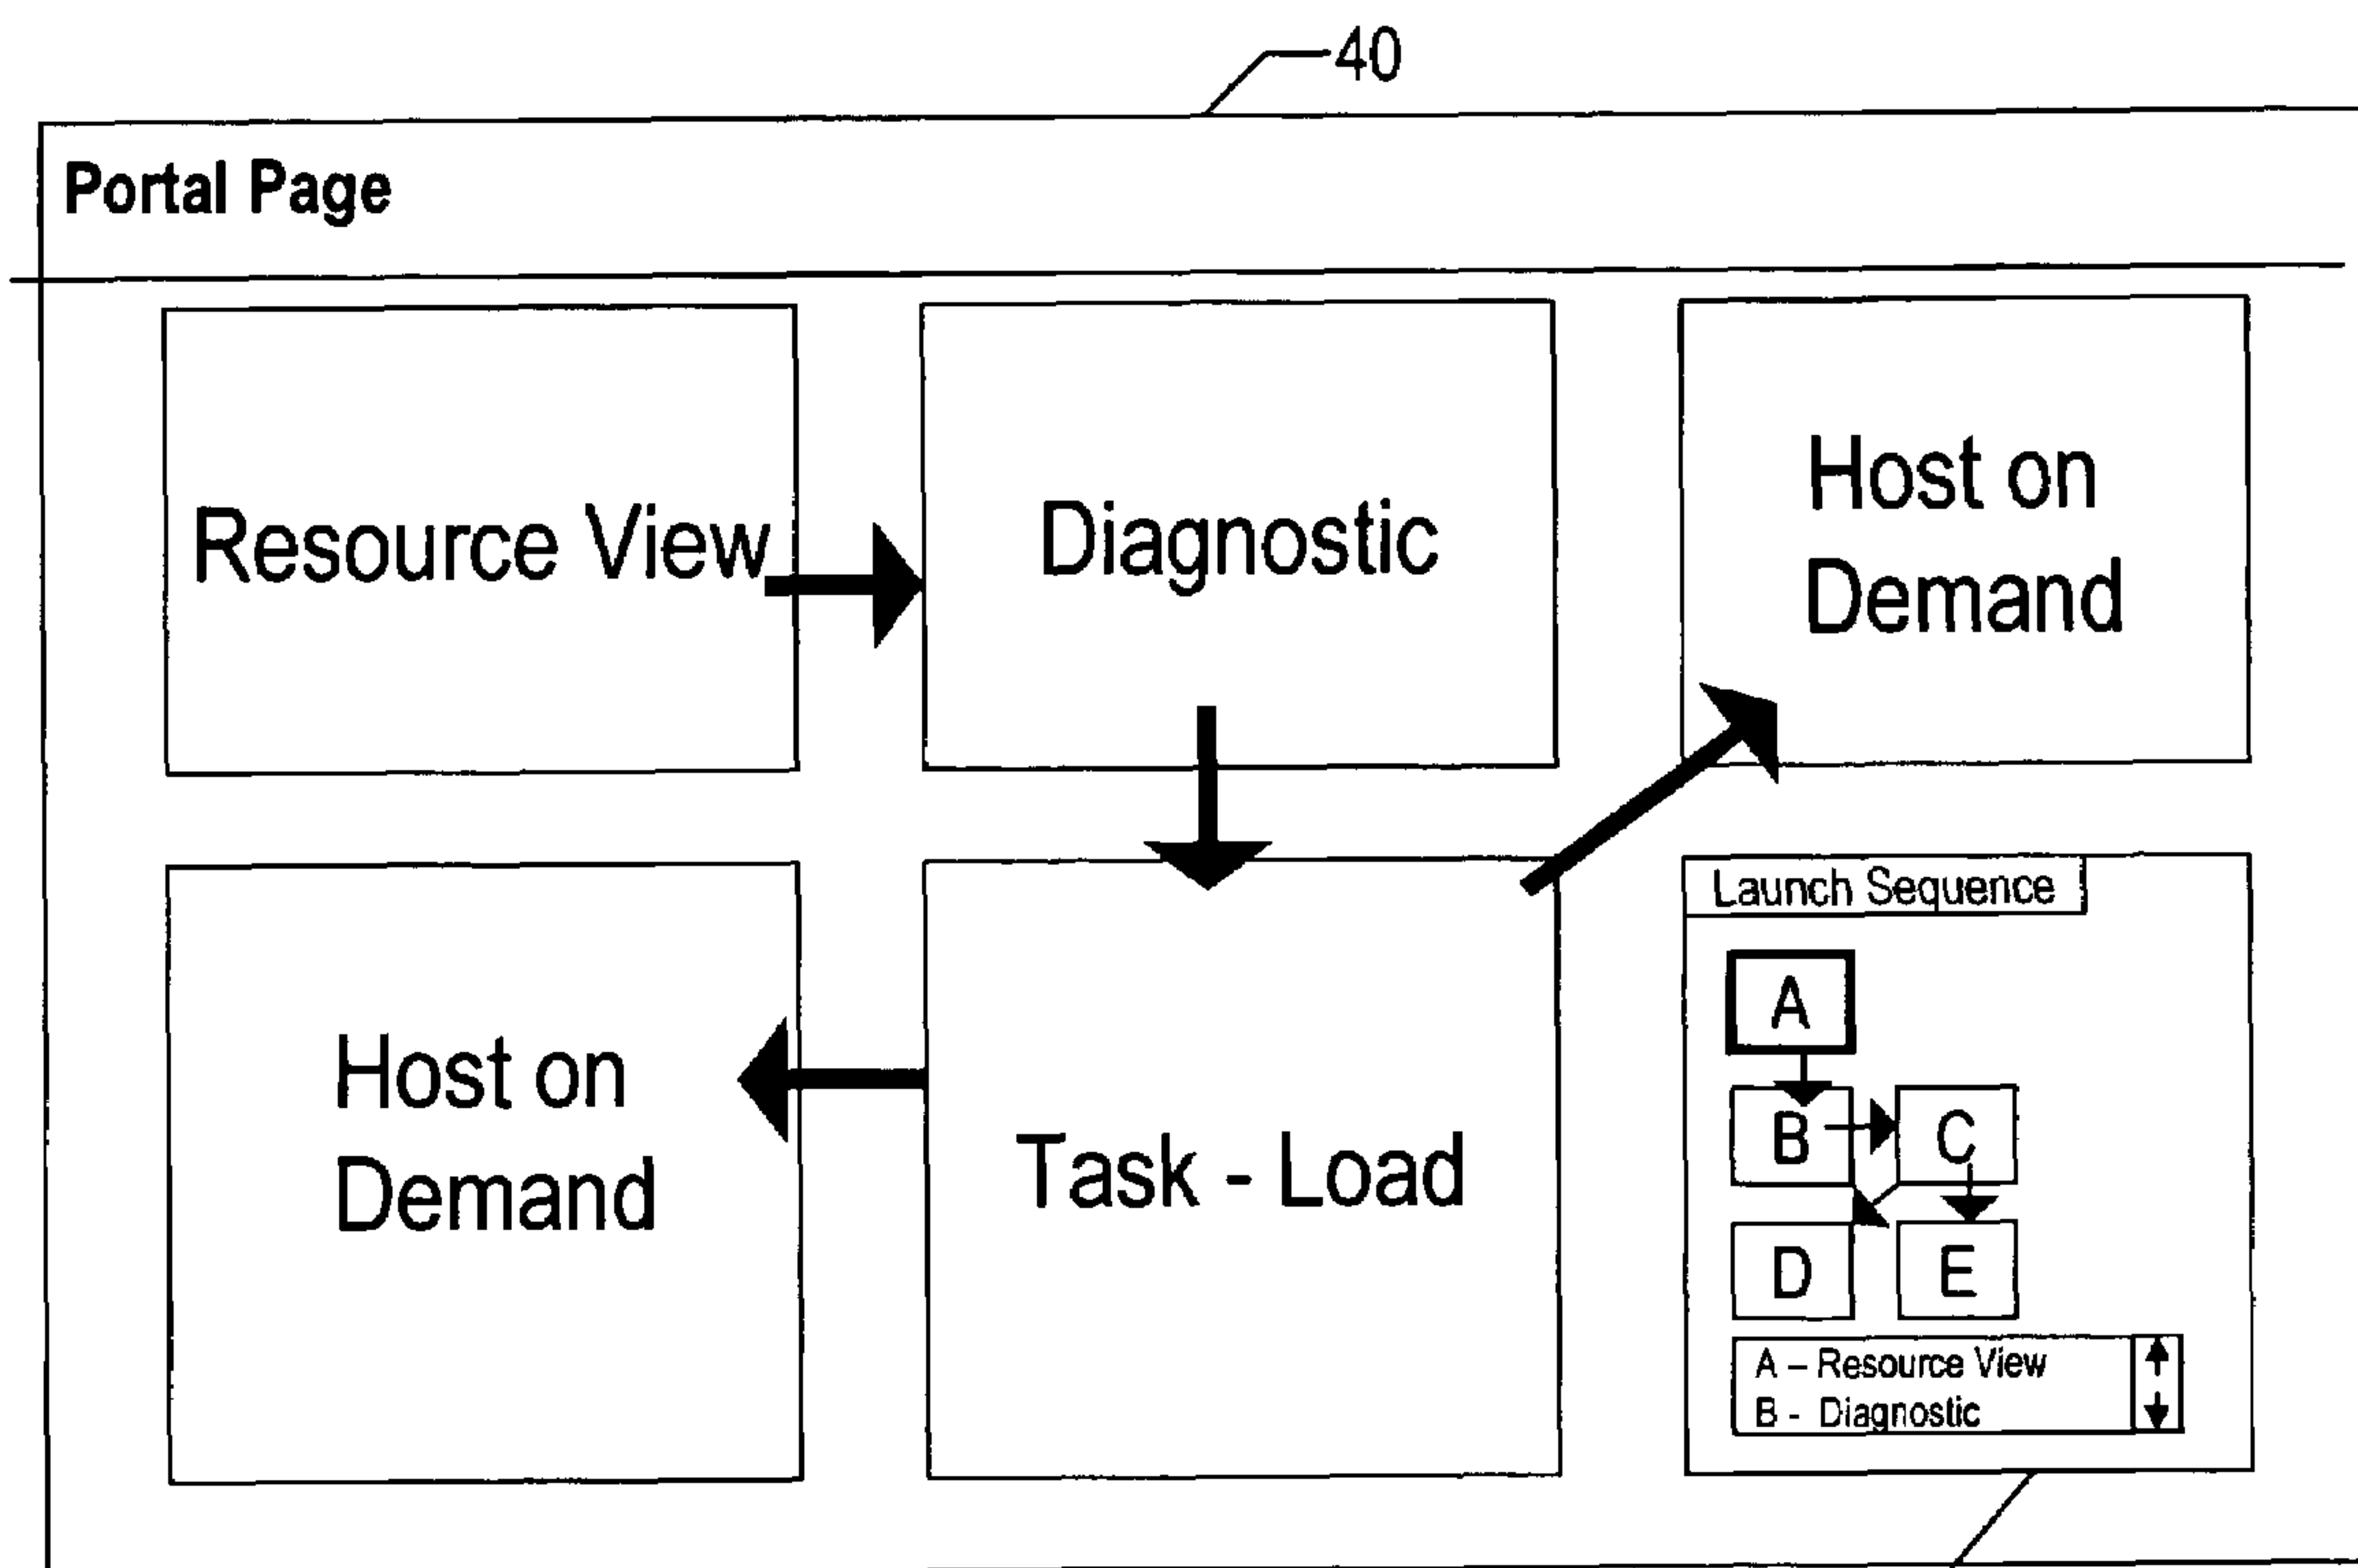 40
Portal Page
Resource View
Diagnostic
Host on
Demand
Host on
Demand
Task - Load
Launch Sequence
A
B
C
D
E
A – Resource View
B - Diagnostic